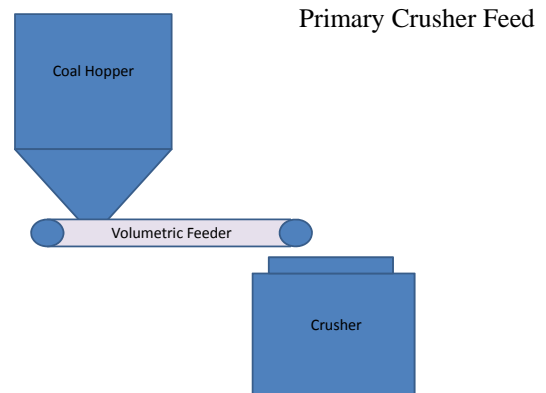 Primary Crusher Feed
Coal Hopper
Volumetric Feeder
Crusher